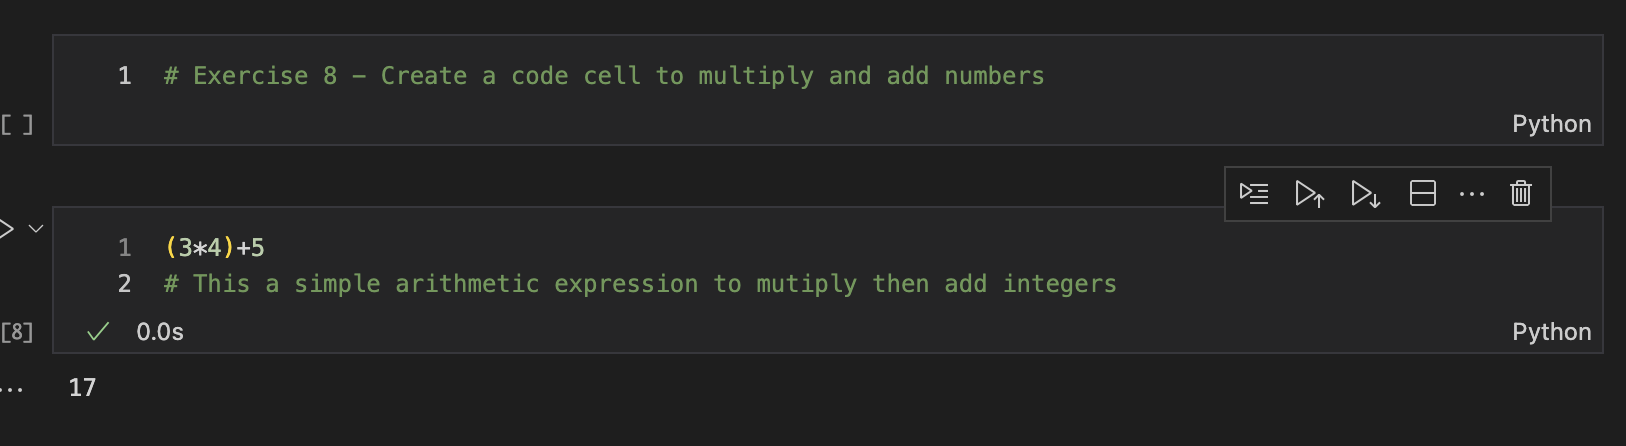 1 # Exercise 8 - Create a code cell to multiply and add numbers
[ ]
Python
1 (3*4)+5
2 # This a simple arithmetic expression to mutiply then add integers
[8] 0.0s Python
... 17